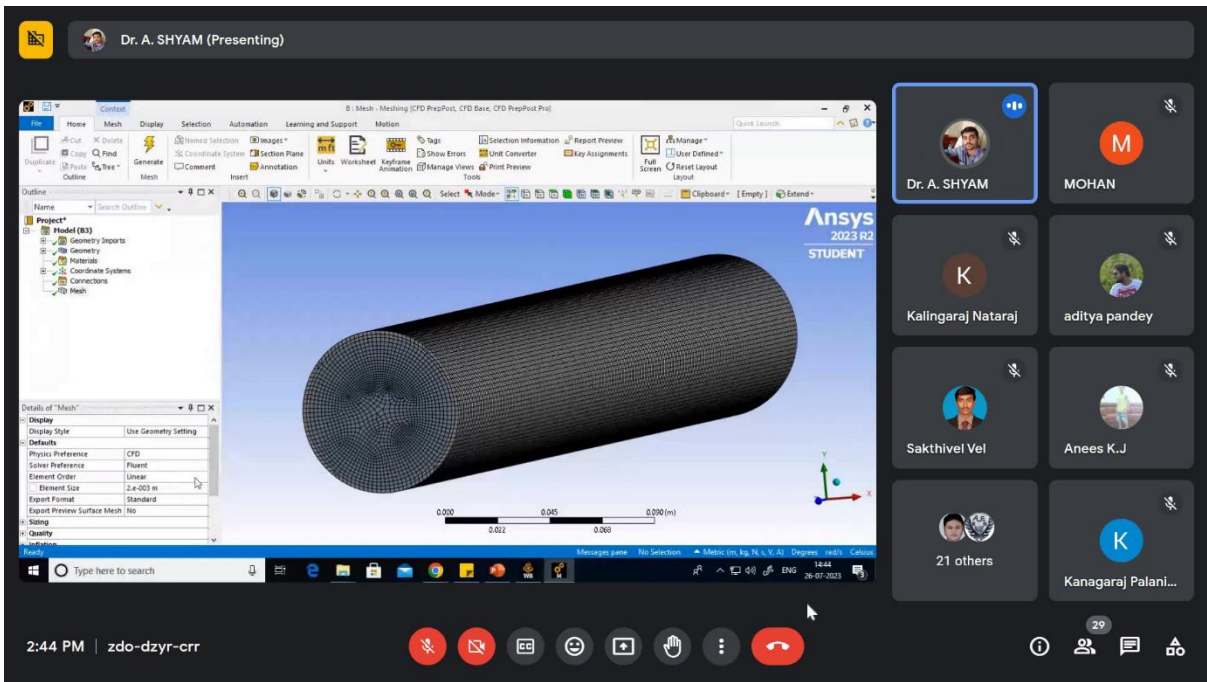 Dr. A. SHYAM (Presenting)
Context
B : Mesh - Meshing [CFD PrepPost, CFD Base, CFD PrepPost Pro]
File Home Mesh Display Selection Automation Learning and Support Motion Quick Launch
Duplicate
Cut
Copy
Paste
Delete
Find
Tree
Outline
Generate
Mesh
Named Selection
Coordinate System
Comment
Images
Section Plane
Annotation
Insert
Units
Worksheet
Keyframe
Animation
Tags
Show Errors
Manage Views
Selection Information
Unit Converter
Print Preview
Report Preview
Key Assignments
Tools
Full
Screen
Manage
User Defined
Reset Layout
Layout
Outline
Select Mode Clipboard [Empty] Extend
Name Search Outline
Project*
Model (B3)
Geometry Imports
Geometry
Materials
Coordinate Systems
Connections
Mesh
Ansys
2023 R2
STUDENT
Details of "Mesh"
Display
Display Style Use Geometry Setting
Defaults
Physics Preference CFD
Solver Preference Fluent
Element Order Linear
Element Size 2.e-003 m
Export Format Standard
Export Preview Surface Mesh No
Sizing
Quality
Inflation
0.000 0.045 0.090 (m)
0.022 0.068
Y
X
Ready Messages pane No Selection Metric (m, kg, N, s, V, A) Degrees rad/s Celsius
Type here to search
WB
M
ENG
14:44
26-07-2023
3
Dr. A. SHYAM
M
MOHAN
K
Kalingaraj Nataraj
aditya pandey
Sakthivel Vel
Anees K.J
21 others
K
Kanagaraj Palani...
2:44 PM | zdo-dzyr-crr
CC
29